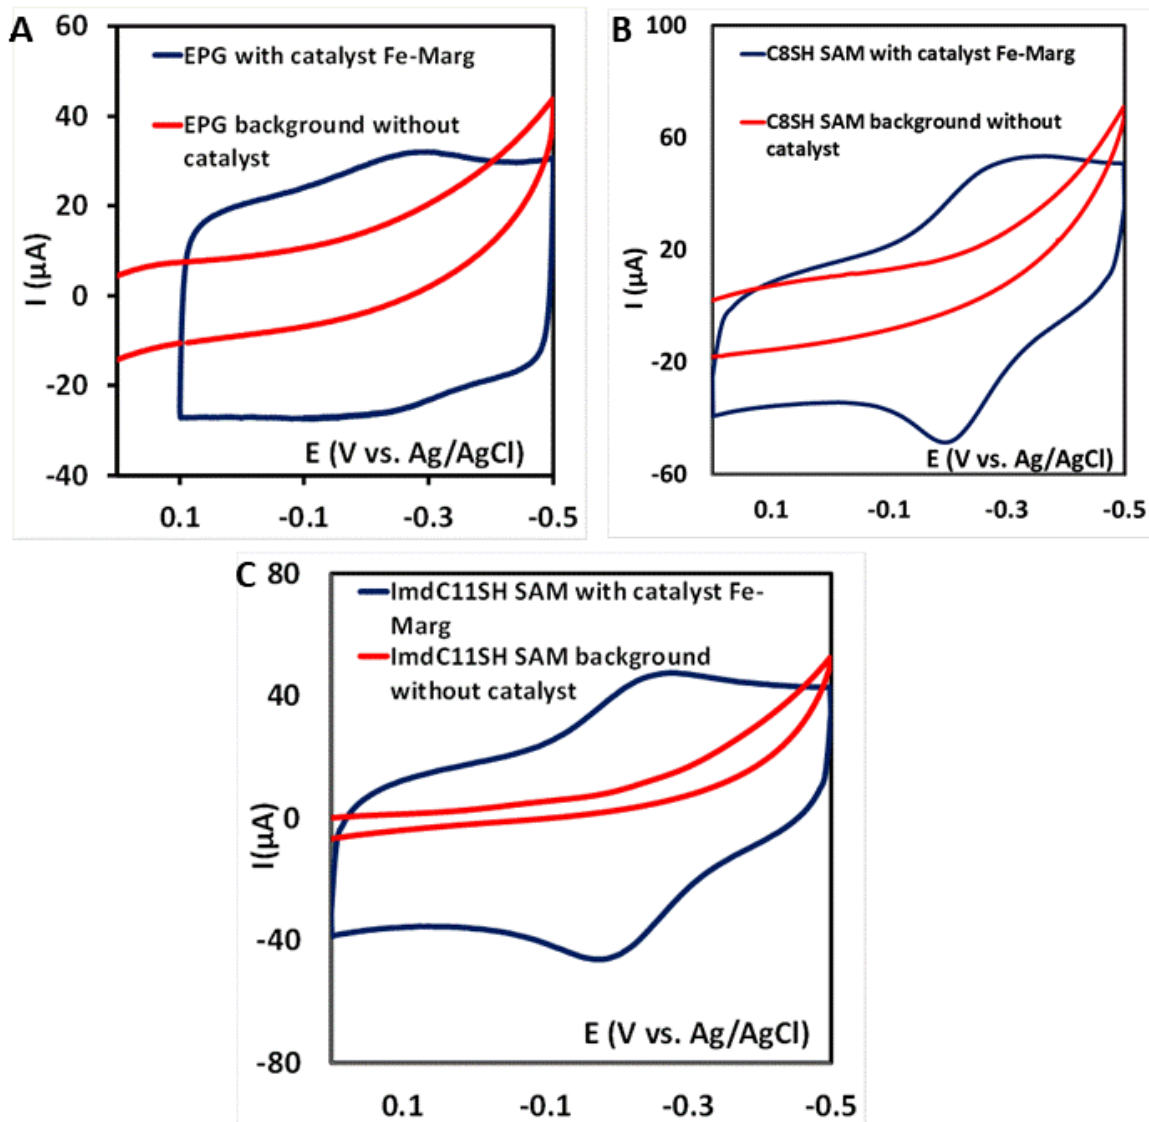 A
60
40
20
0
-20
-40
I (µA)
EPG with catalyst Fe-Marg
EPG background without
catalyst
E (V vs. Ag/AgCl)
0.1 -0.1 -0.3 -0.5
B
100
60
20
-20
-60
I (µA)
C8SH SAM with catalyst Fe-Marg
C8SH SAM background without
catalyst
E (V vs. Ag/AgCl)
0.1 -0.1 -0.3 -0.5
C
80
40
0
-40
-80
I(µA)
ImdC11SH SAM with catalyst Fe-
Marg
ImdC11SH SAM background
without catalyst
E (V vs. Ag/AgCl)
0.1 -0.1 -0.3 -0.5